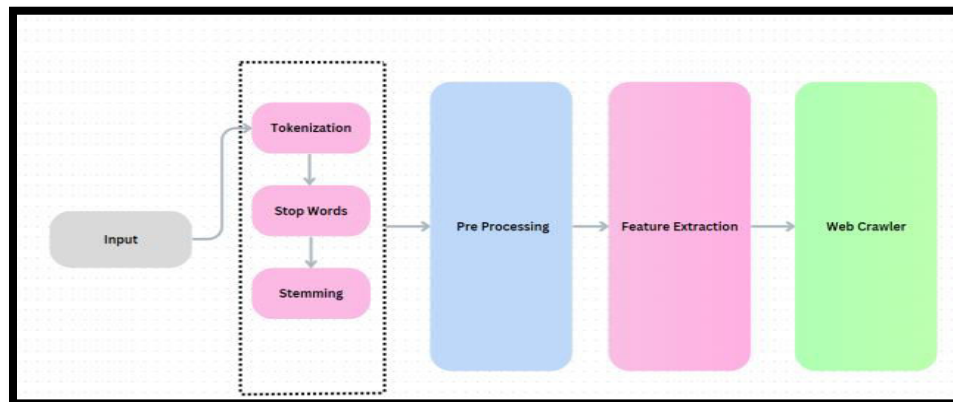 Input
Tokenization
Stop Words
Stemming
Pre Processing
Feature Extraction
Web Crawler